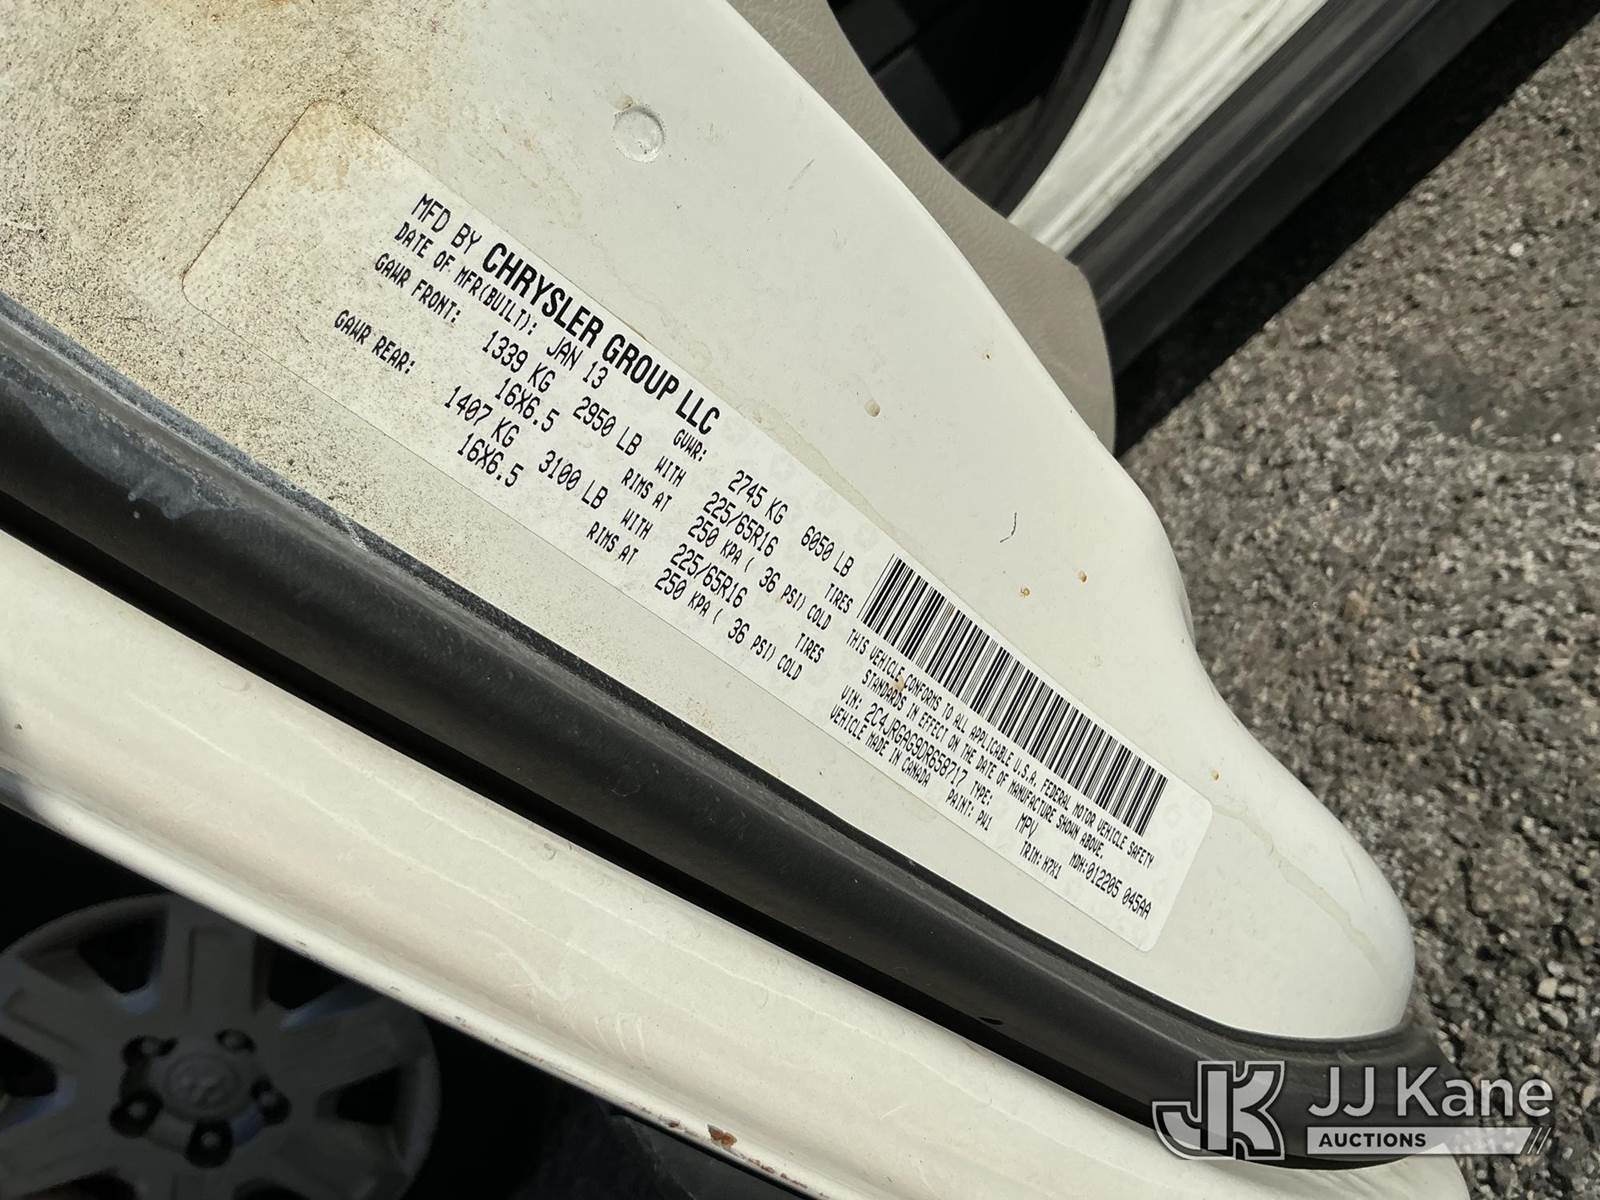 MFD BY CHRYSLER GROUP LLC
DATE OF MFR(BUILT): JAN 13 GVWR: 2745 KG 6050 LB
GAWR FRONT: 1339 KG 2950 LB WITH 225/65R16 TIRES
16X6.5 RIMS AT 250 KPA ( 36 PSI) COLD
GAWR REAR: 1407 KG 3100 LB WITH 225/65R16 TIRES
16X6.5 RIMS AT 250 KPA ( 36 PSI) COLD
THIS VEHICLE CONFORMS TO ALL APPLICABLE U.S.A. FEDERAL MOTOR VEHICLE SAFETY
STANDARDS IN EFFECT ON THE DATE OF MANUFACTURE SHOWN ABOVE.
VIN: 2C4JRGAG9DR658717 TYPE: MPV MDH:012205 045AA
VEHICLE MADE IN CANADA PAINT: PW1 TRIM: H7X1
JK JJ Kane
AUCTIONS